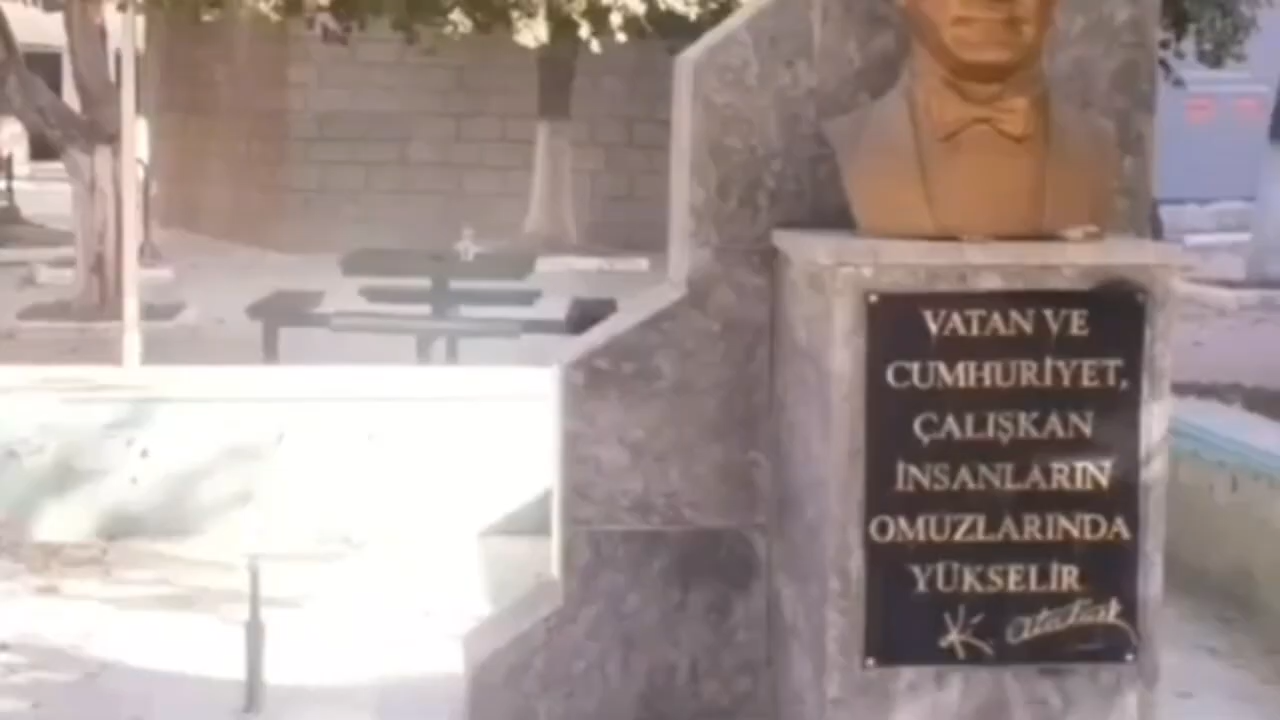 VATAN VE
CUMHURİYET,
ÇALIŞKAN
İNSANLARIN
OMUZLARINDA
YÜKSELİR
K. Atatürk